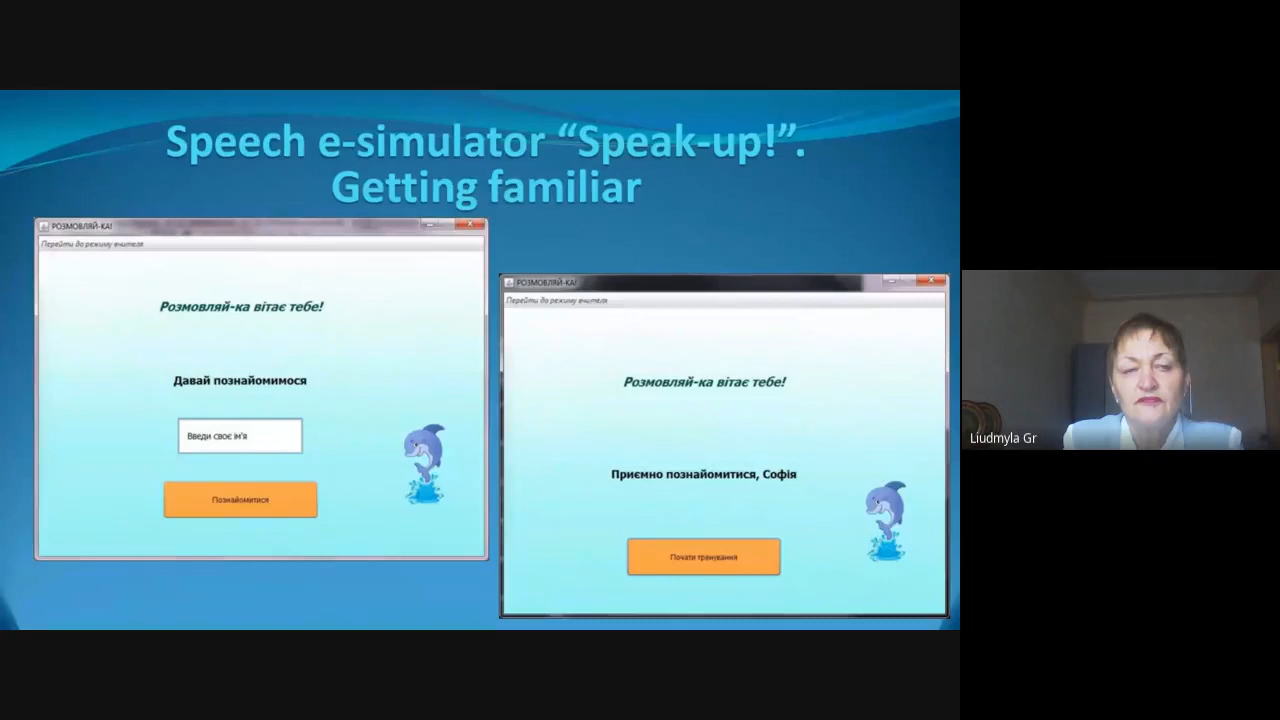 Speech e-simulator “Speak-up!”.
Getting familiar
РОЗМОВЛЯЙ-КА!
Перейти до режиму вчителя
Розмовляй-ка вітає тебе!
Давай познайомимося
Введи своє ім'я
Познайомитися
РОЗМОВЛЯЙ-КА!
Перейти до режиму вчителя
Розмовляй-ка вітає тебе!
Приємно познайомитися, Софія
Почати тренування
Liudmyla Gr